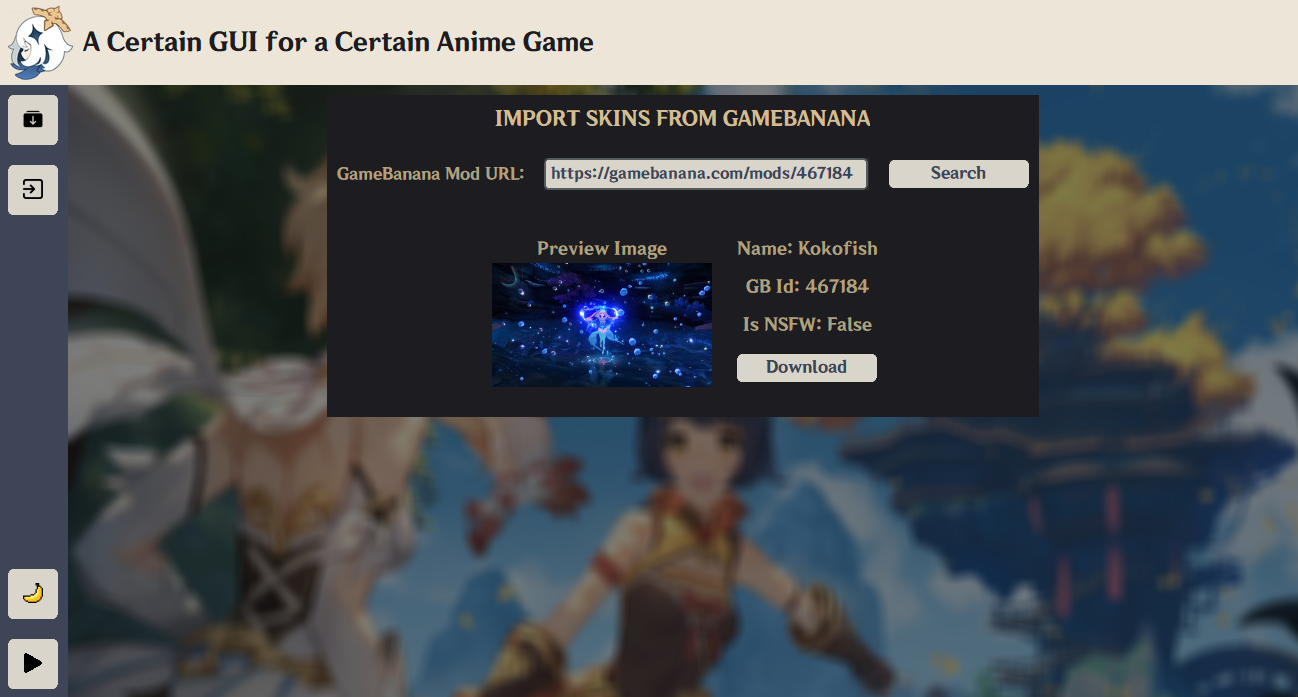 A Certain GUI for a Certain Anime Game
IMPORT SKINS FROM GAMEBANANA
GameBanana Mod URL: https://gamebanana.com/mods/467184 Search
Preview Image
Name: Kokofish
GB Id: 467184
Is NSFW: False
Download